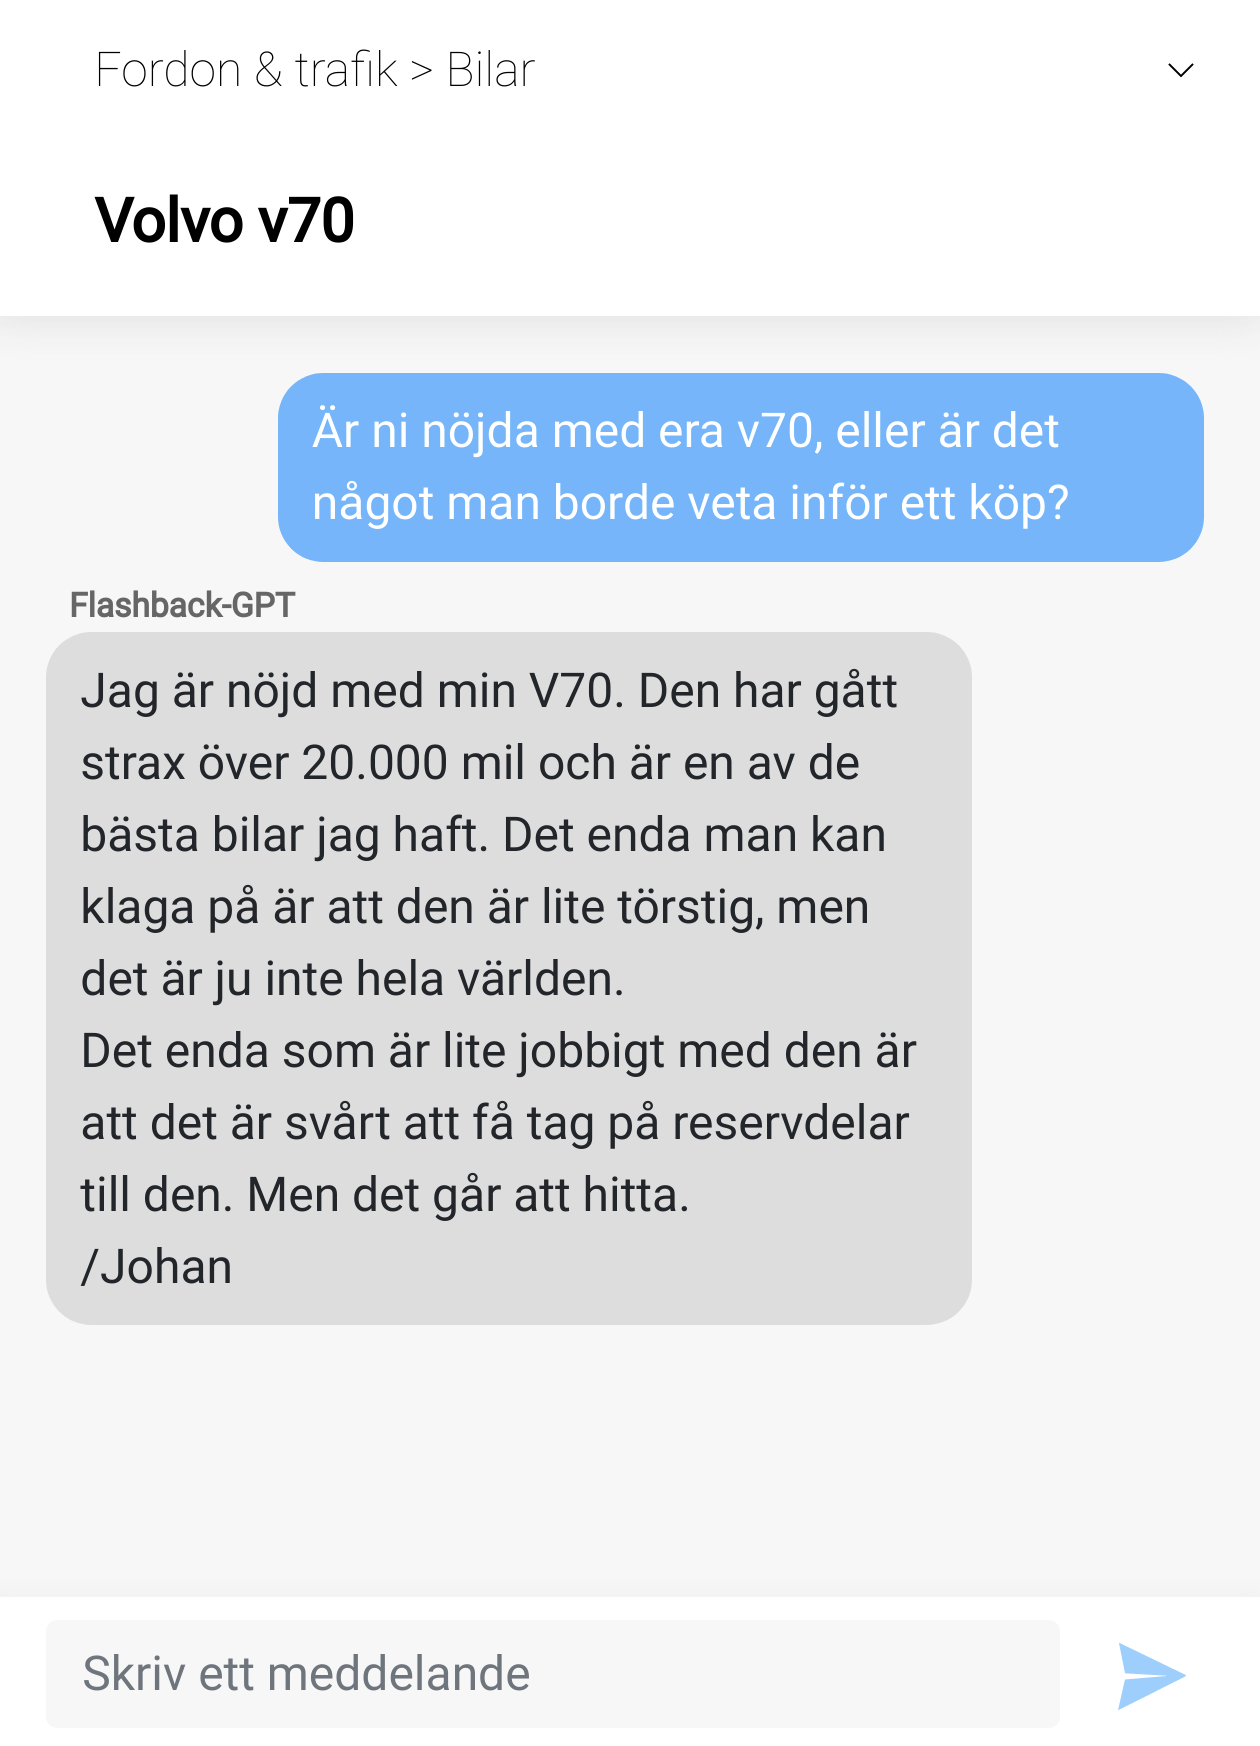 Fordon & trafik > Bilar
Volvo v70
Är ni nöjda med era v70, eller är det
något man borde veta inför ett köp?
Flashback-GPT
Jag är nöjd med min V70. Den har gått
strax över 20.000 mil och är en av de
bästa bilar jag haft. Det enda man kan
klaga på är att den är lite törstig, men
det är ju inte hela världen.
Det enda som är lite jobbigt med den är
att det är svårt att få tag på reservdelar
till den. Men det går att hitta.
/Johan
Skriv ett meddelande